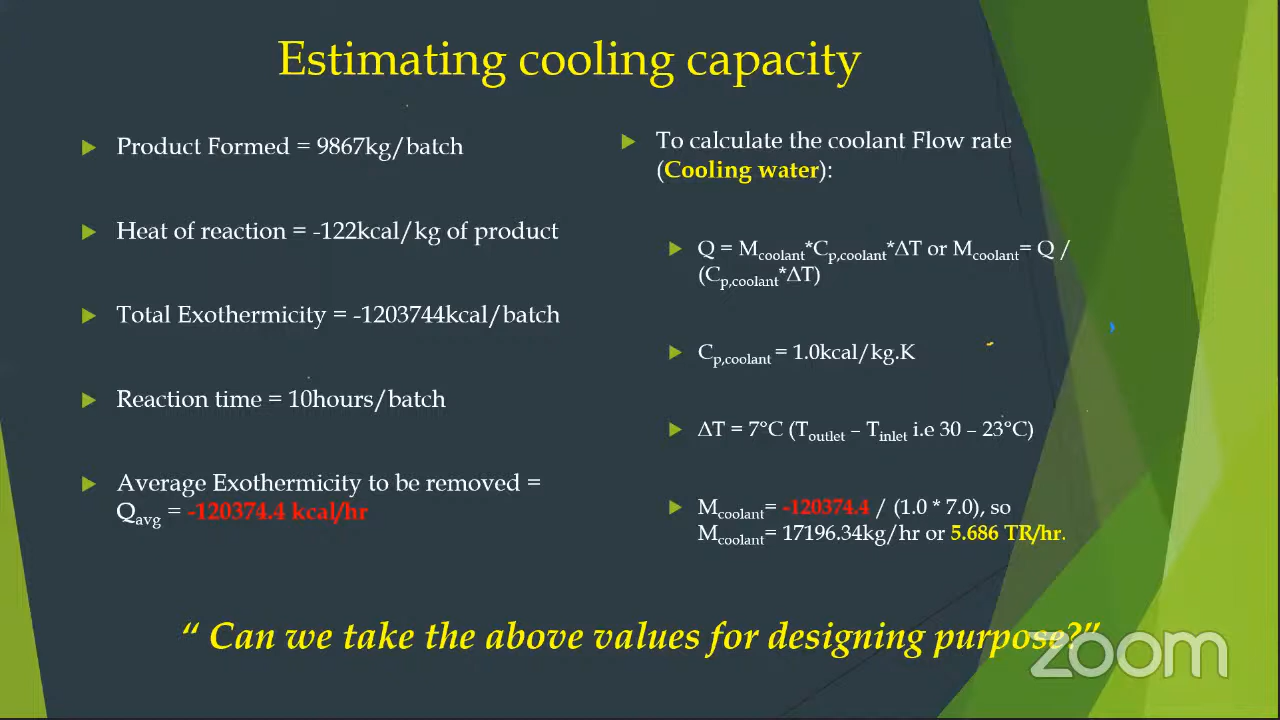 Estimating cooling capacity
Product Formed = 9867kg/batch
Heat of reaction = -122kcal/kg of product
Total Exothermicity = -1203744kcal/batch
Reaction time = 10hours/batch
Average Exothermicity to be removed =
Qavg = -120374.4 kcal/hr
To calculate the coolant Flow rate
(Cooling water):
Q = Mcoolant*Cp,coolant*ΔT or Mcoolant= Q /
(Cp,coolant*ΔT)
Cp,coolant = 1.0kcal/kg.K
ΔT = 7°C (Toutlet – Tinlet i.e 30 – 23°C)
Mcoolant= -120374.4 / (1.0 * 7.0), so
Mcoolant= 17196.34kg/hr or 5.686 TR/hr.
“ Can we take the above values for designing purpose?”
zoom